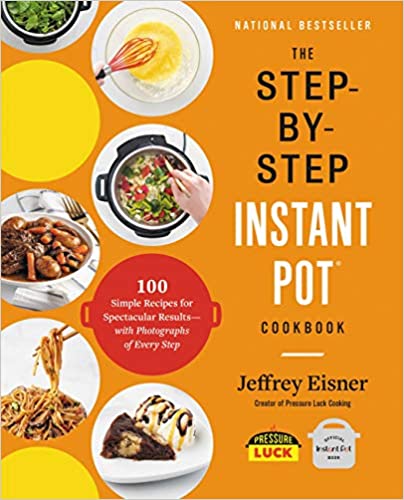 NATIONAL BESTSELLER
THE
STEP-
BY-
STEP
INSTANT
POT®
COOKBOOK
100
Simple Recipes for
Spectacular Results—
with Photographs
of Every Step
Jeffrey Eisner
Creator of Pressure Luck Cooking
PRESSURE
LUCK
OFFICIAL
Instant Pot
BOOK